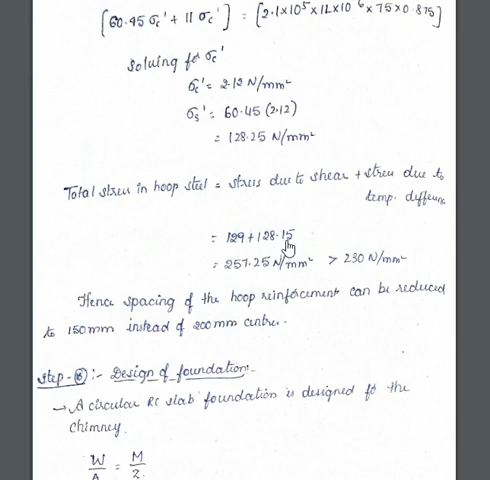 [60.45 σc' + 11 σc'] = [2.1×10⁵×12×10⁻⁶×75×0.875]
soluing for σc'
σc' = 2.12 N/mm²
σs' = 60.45 (2.12)
= 128.25 N/mm²
Total stress in hoop steel = stress due to shear + stress due to
temp. differenc
= 129 + 128.15
= 257.25 N/mm² > 230 N/mm²
Hence spacing of the hoop reinforcement can be reduced
to 150mm instead of 200mm centre.
step-⑧:- Design of foundation:-
→ A circular RC slab foundation is designed fo the
chimney.
W/A = M/Z